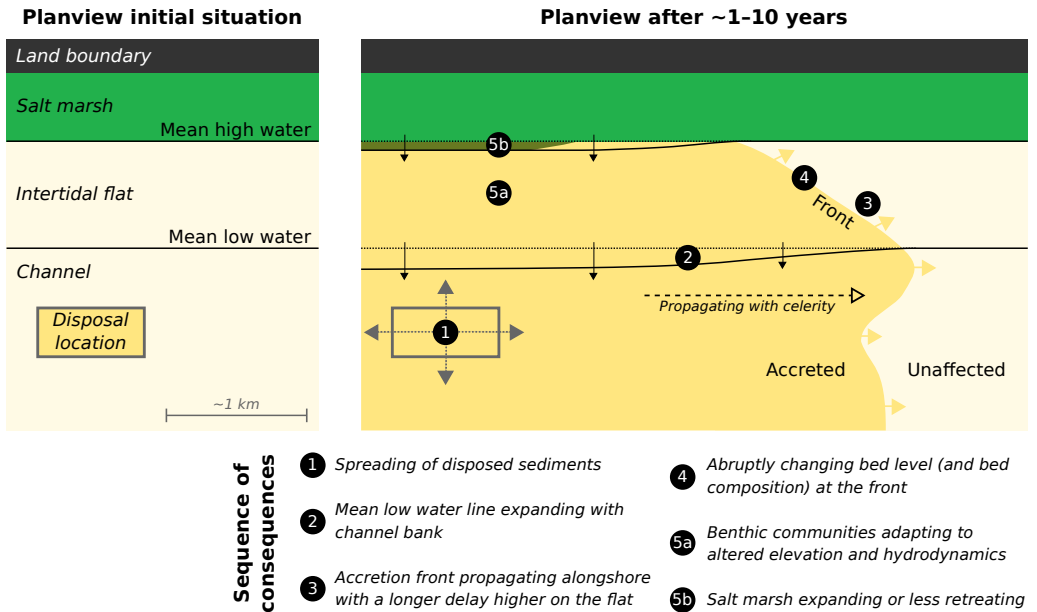 Planview initial situation
Land boundary
Salt marsh
Mean high water
Intertidal flat
Mean low water
Channel
Disposal
location
~1 km
Planview after ~1–10 years
5b
5a
4
3
Front
2
Propagating with celerity
1
Accreted
Unaffected
Sequence of
consequences
1 Spreading of disposed sediments
2 Mean low water line expanding with
channel bank
3 Accretion front propagating alongshore
with a longer delay higher on the flat
4 Abruptly changing bed level (and bed
composition) at the front
5a Benthic communities adapting to
altered elevation and hydrodynamics
5b Salt marsh expanding or less retreating